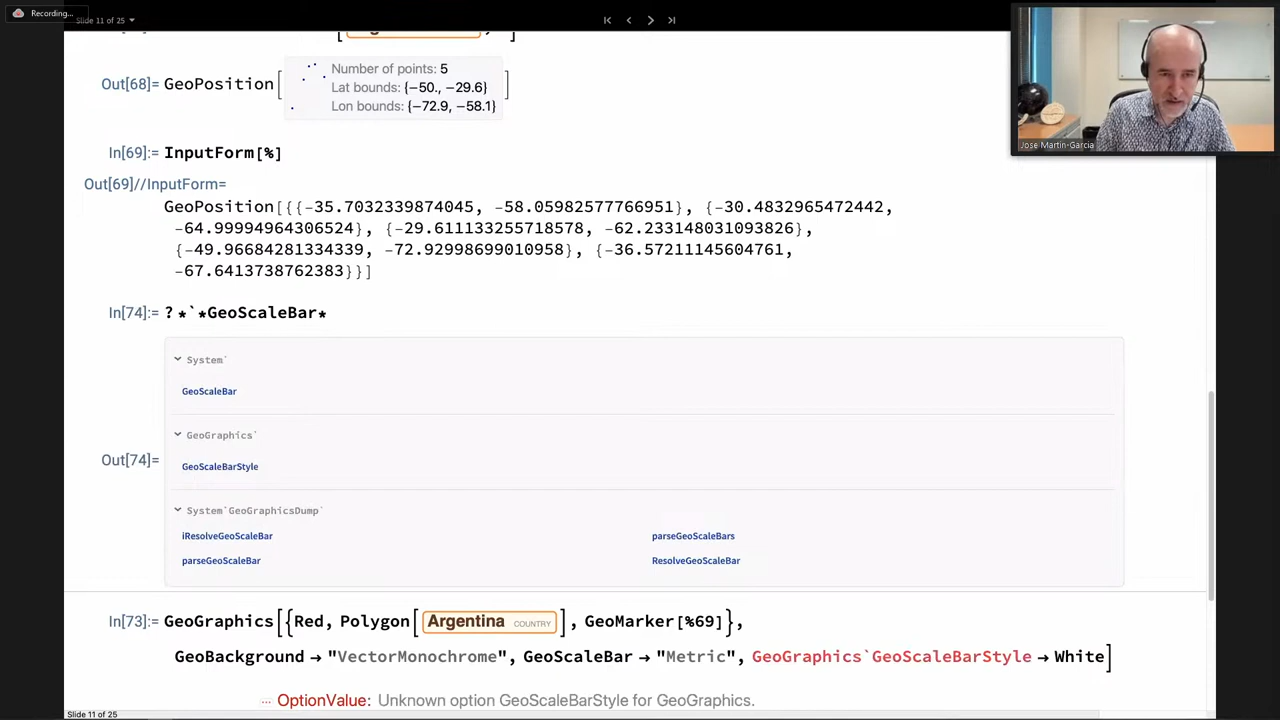 Recording...
Slide 11 of 25
Jose Martin-Garcia
Out[68]= GeoPosition[
Number of points: 5
Lat bounds: {-50., -29.6}
Lon bounds: {-72.9, -58.1}
]
In[69]:= InputForm[%]
Out[69]//InputForm=
GeoPosition[{{-35.7032339874045, -58.05982577766951}, {-30.4832965472442,
-64.99994964306524}, {-29.611133255718578, -62.233148031093826},
{-49.96684281334339, -72.92998699010958}, {-36.57211145604761,
-67.6413738762383}}]
In[74]:= ?*`*GeoScaleBar*
System`
GeoScaleBar
GeoGraphics`
Out[74]=
GeoScaleBarStyle
System`GeoGraphicsDump`
iResolveGeoScaleBar parseGeoScaleBars
parseGeoScaleBar ResolveGeoScaleBar
In[73]:= GeoGraphics[{Red, Polygon[Argentina COUNTRY], GeoMarker[%69]},
GeoBackground → "VectorMonochrome", GeoScaleBar → "Metric", GeoGraphics`GeoScaleBarStyle → White]
... OptionValue: Unknown option GeoScaleBarStyle for GeoGraphics.
Slide 11 of 25